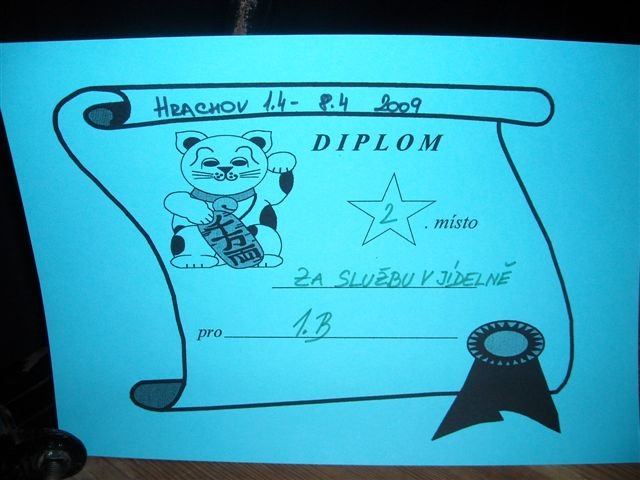 HRACHOV 1.4 - 8.4 2009
DIPLOM
2 . místo
ZA SLUŽBU V JÍDELNĚ
pro 1.B